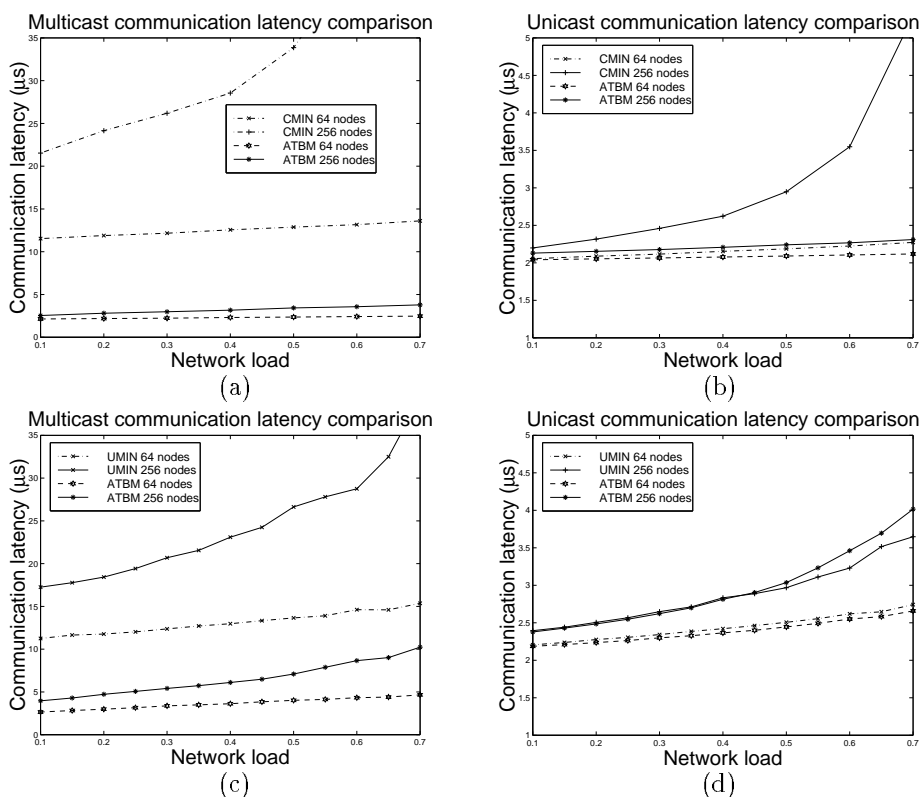 Multicast communication latency comparison
Communication latency (μs)
35
30
25
20
15
10
5
0
CMIN 64 nodes
CMIN 256 nodes
ATBM 64 nodes
ATBM 256 nodes
0.1 0.2 0.3 0.4 0.5 0.6 0.7
Network load
(a)
Unicast communication latency comparison
Communication latency (μs)
5
4.5
4
3.5
3
2.5
2
1.5
1
CMIN 64 nodes
CMIN 256 nodes
ATBM 64 nodes
ATBM 256 nodes
0.1 0.2 0.3 0.4 0.5 0.6 0.7
Network load
(b)
Multicast communication latency comparison
Communication latency (μs)
35
30
25
20
15
10
5
0
UMIN 64 nodes
UMIN 256 nodes
ATBM 64 nodes
ATBM 256 nodes
0.1 0.2 0.3 0.4 0.5 0.6 0.7
Network load
(c)
Unicast communication latency comparison
Communication latency (μs)
5
4.5
4
3.5
3
2.5
2
1.5
1
UMIN 64 nodes
UMIN 256 nodes
ATBM 64 nodes
ATBM 256 nodes
0.1 0.2 0.3 0.4 0.5 0.6 0.7
Network load
(d)